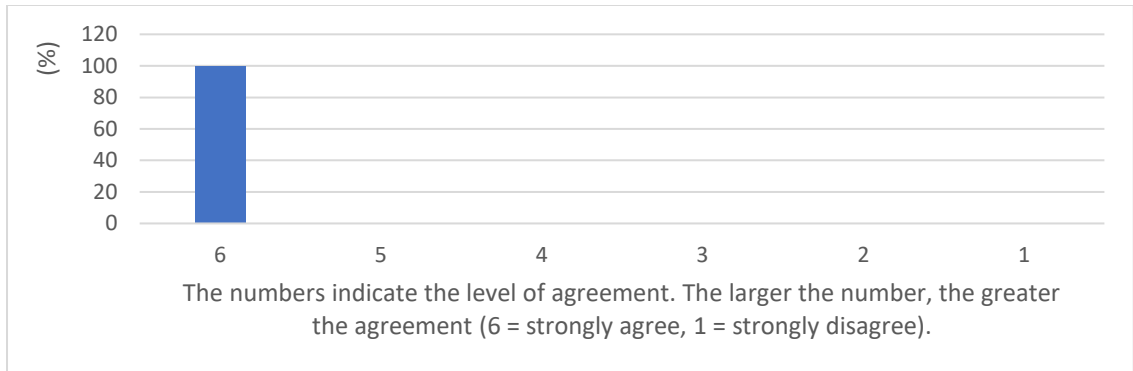 120
100
80
60
40
20
0
(%)
6 5 4 3 2 1
The numbers indicate the level of agreement. The larger the number, the greater
the agreement (6 = strongly agree, 1 = strongly disagree).